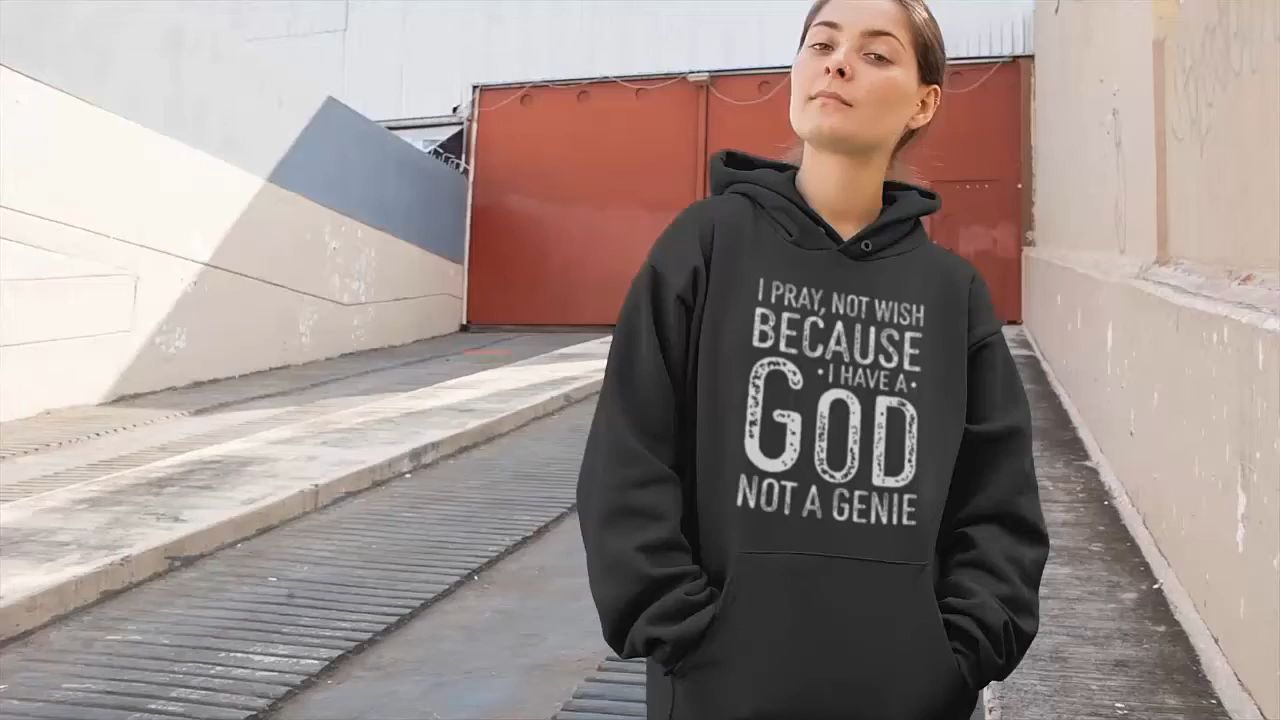 I PRAY, NOT WISH
BECAUSE
• I HAVE A •
GOD
NOT A GENIE